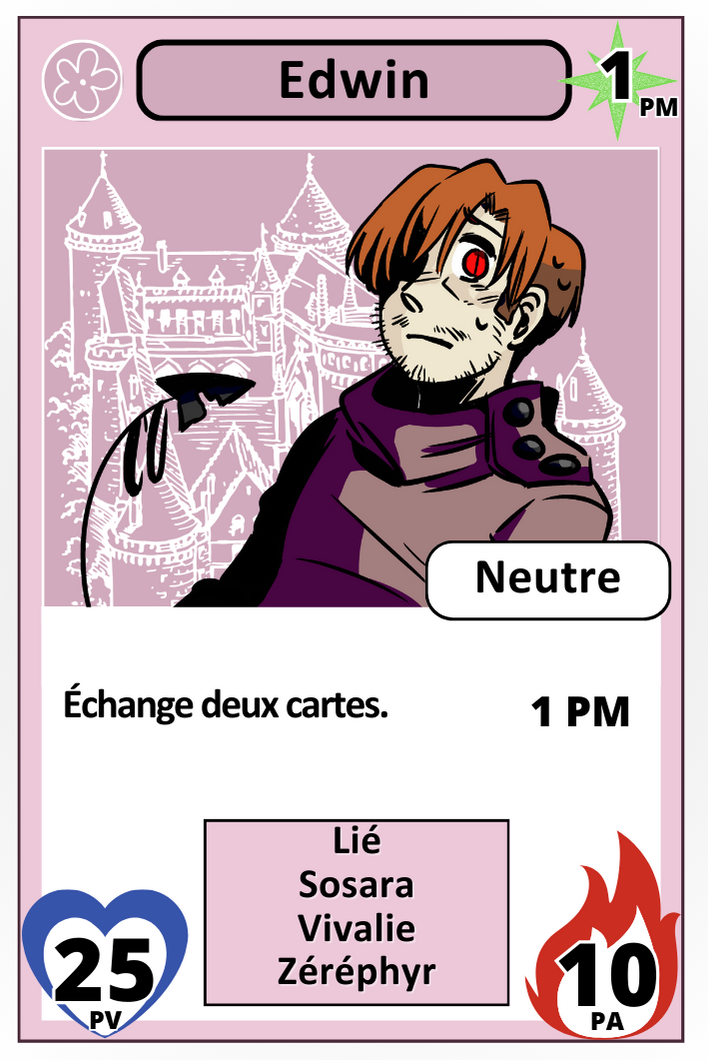 Edwin
1
PM
Neutre
Échange deux cartes.
1 PM
Lié
Sosara
Vivalie
Zéréphyr
25
PV
10
PA